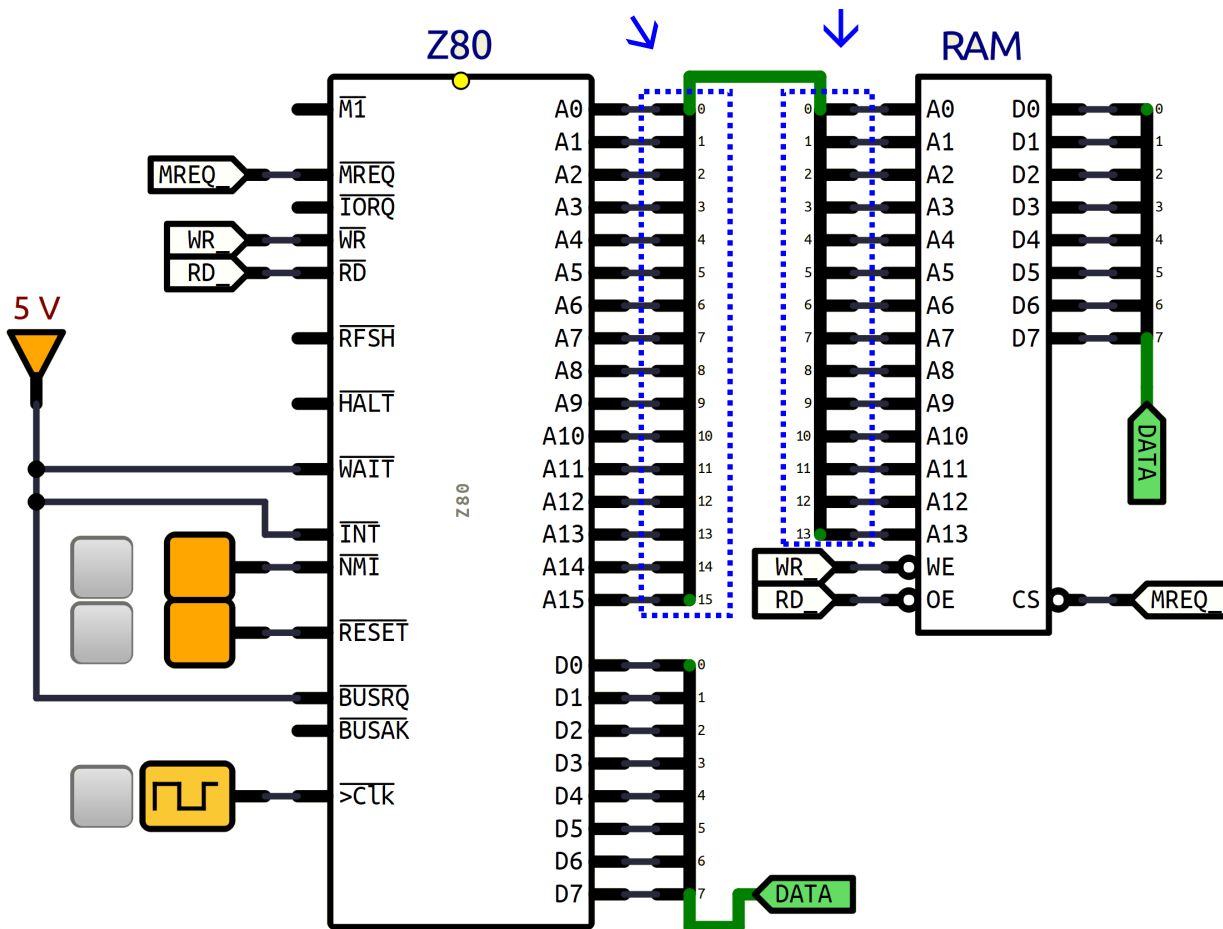 Z80
RAM
M1
MREQ
IORQ
WR
RD
RFSH
HALT
WAIT
INT
NMI
RESET
BUSRQ
BUSAK
>Clk
MREQ_
WR_
RD_
5 V
Z80
A0
A1
A2
A3
A4
A5
A6
A7
A8
A9
A10
A11
A12
A13
A14
A15
D0
D1
D2
D3
D4
D5
D6
D7
0
1
2
3
4
5
6
7
8
9
10
11
12
13
14
15
0
1
2
3
4
5
6
7
DATA
0
1
2
3
4
5
6
7
8
9
10
11
12
13
WR_
RD_
A0
A1
A2
A3
A4
A5
A6
A7
A8
A9
A10
A11
A12
A13
WE
OE
D0
D1
D2
D3
D4
D5
D6
D7
CS
0
1
2
3
4
5
6
7
DATA
MREQ_